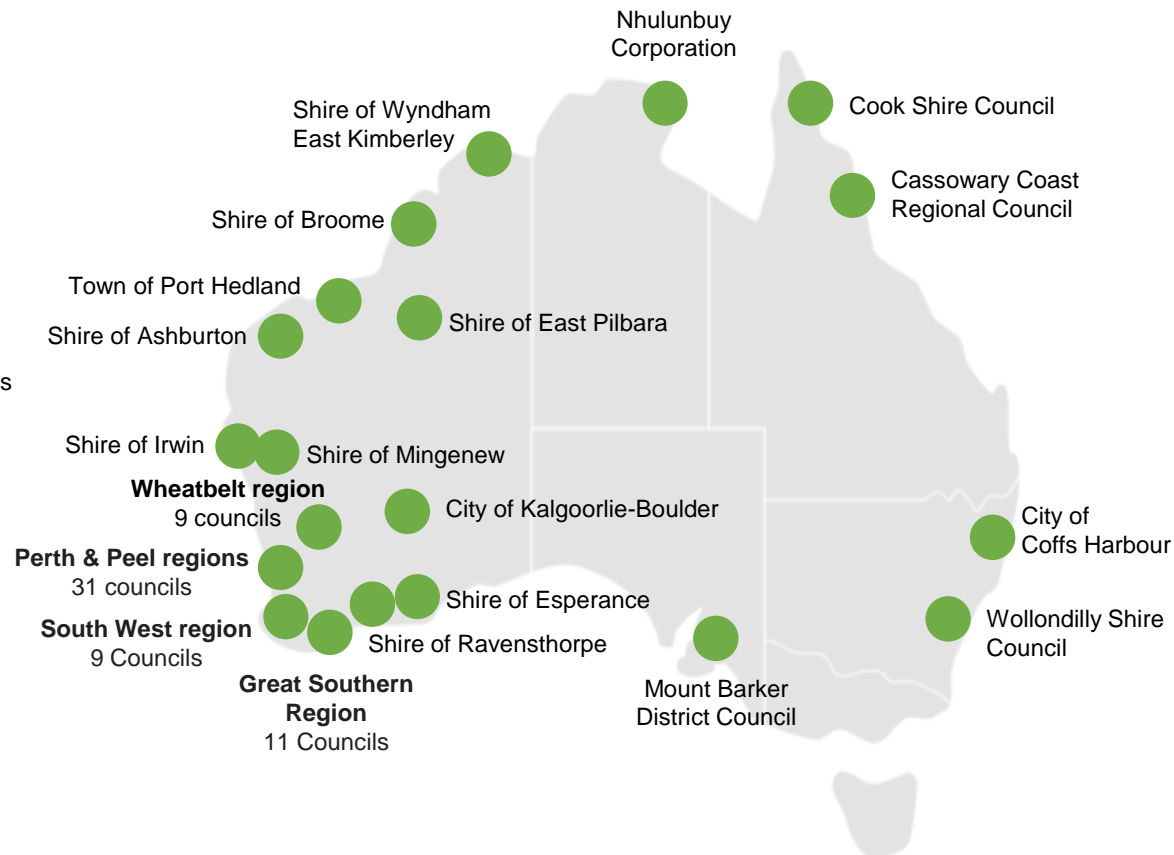 Nhulunbuy
Corporation
Shire of Wyndham
East Kimberley
Cook Shire Council
Cassowary Coast
Regional Council
Shire of Broome
Town of Port Hedland
Shire of East Pilbara
Shire of Ashburton
s
Shire of Irwin
Shire of Mingenew
Wheatbelt region
9 councils
City of Kalgoorlie-Boulder
City of
Coffs Harbour
Perth & Peel regions
31 councils
Shire of Esperance
South West region
9 Councils
Shire of Ravensthorpe
Wollondilly Shire
Council
Great Southern
Region
11 Councils
Mount Barker
District Council